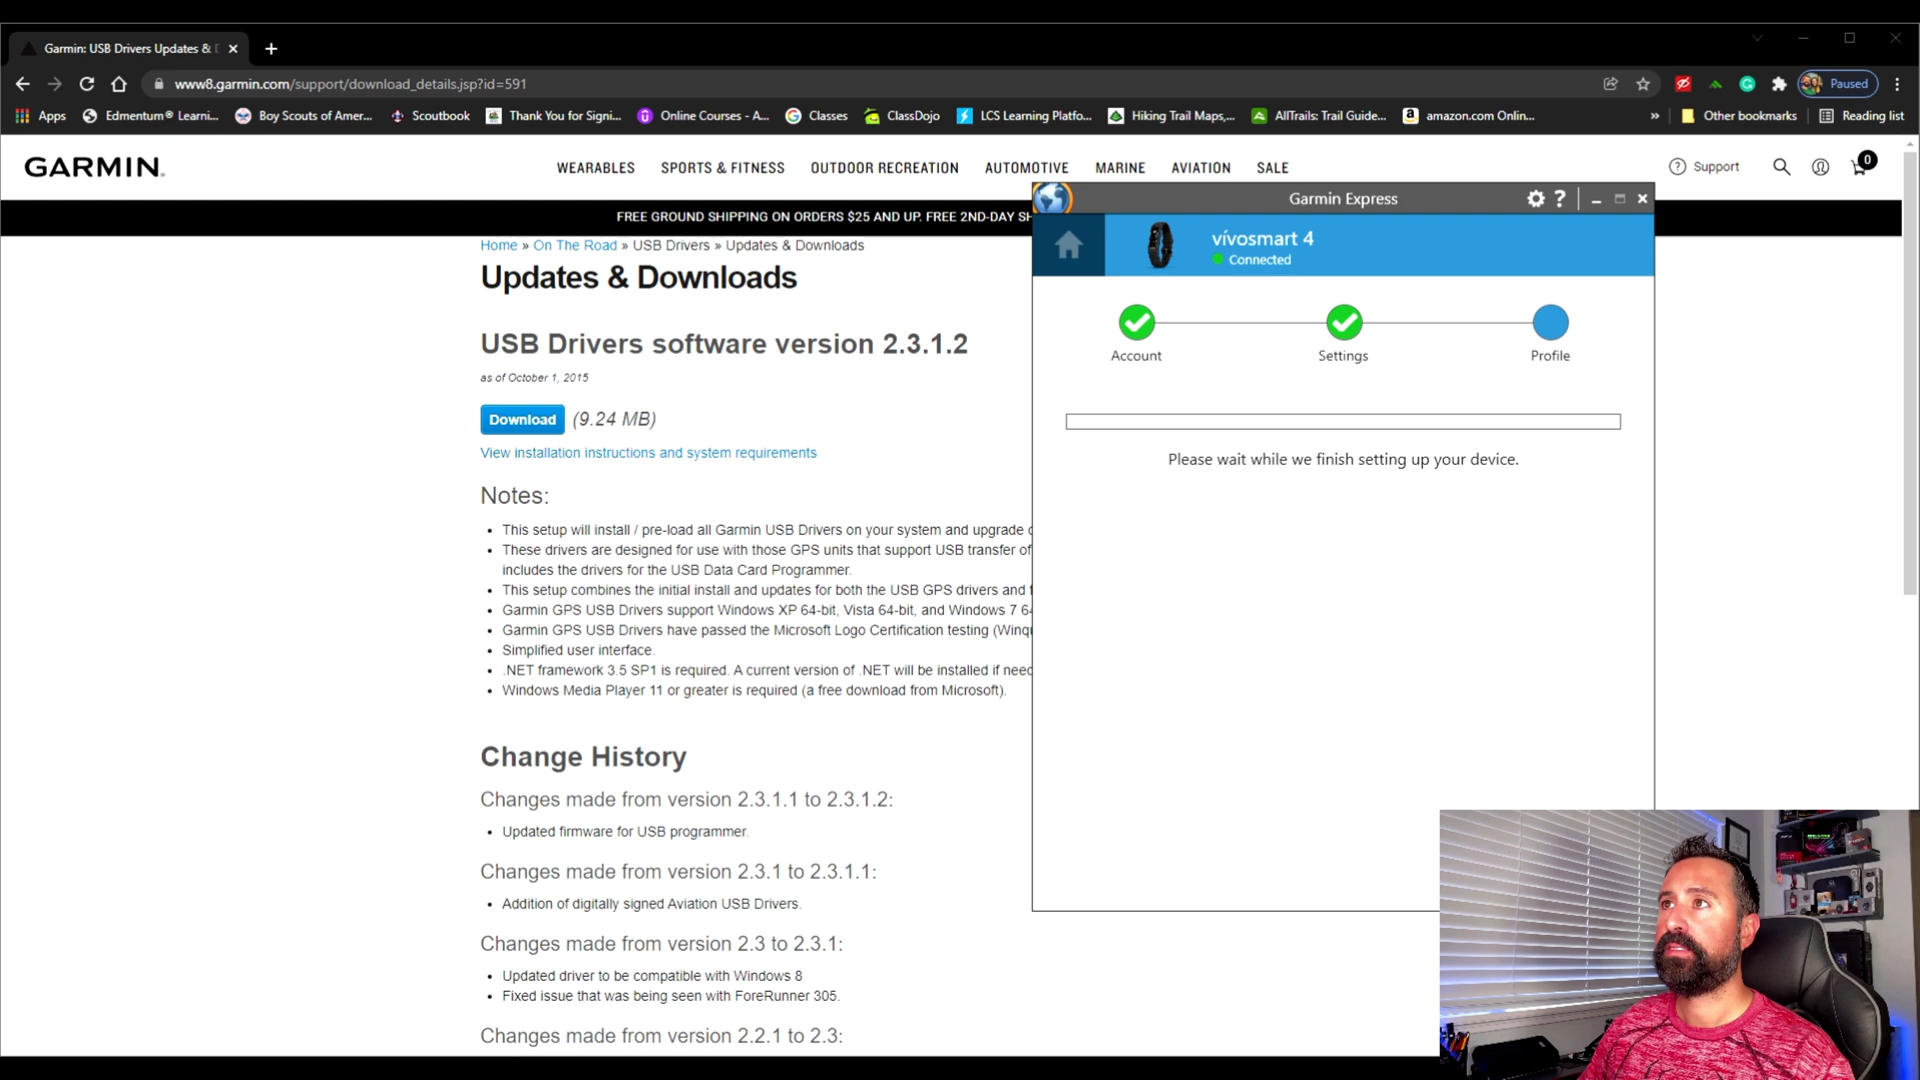 Garmin: USB Drivers Updates &
www8.garmin.com/support/download_details.jsp?id=591
Paused
Apps
Edmentum® Learni...
Boy Scouts of Amer...
Scoutbook
Thank You for Signi...
Online Courses - A...
Classes
ClassDojo
LCS Learning Platfo...
Hiking Trail Maps,...
AllTrails: Trail Guide...
amazon.com Onlin...
»
Other bookmarks
Reading list
GARMIN.
WEARABLES
SPORTS & FITNESS
OUTDOOR RECREATION
AUTOMOTIVE
MARINE
AVIATION
SALE
Support
0
FREE GROUND SHIPPING ON ORDERS $25 AND UP. FREE 2ND-DAY SH
Home » On The Road » USB Drivers » Updates & Downloads
Updates & Downloads
USB Drivers software version 2.3.1.2
as of October 1, 2015
Download (9.24 MB)
View installation instructions and system requirements
Notes:
• This setup will install / pre-load all Garmin USB Drivers on your system and upgrade
• These drivers are designed for use with those GPS units that support USB transfer of
includes the drivers for the USB Data Card Programmer.
• This setup combines the initial install and updates for both the USB GPS drivers and
• Garmin GPS USB Drivers support Windows XP 64-bit, Vista 64-bit, and Windows 7 64
• Garmin GPS USB Drivers have passed the Microsoft Logo Certification testing (Winqu
• Simplified user interface.
• .NET framework 3.5 SP1 is required. A current version of .NET will be installed if need
• Windows Media Player 11 or greater is required (a free download from Microsoft).
Change History
Changes made from version 2.3.1.1 to 2.3.1.2:
• Updated firmware for USB programmer.
Changes made from version 2.3.1 to 2.3.1.1:
• Addition of digitally signed Aviation USB Drivers.
Changes made from version 2.3 to 2.3.1:
• Updated driver to be compatible with Windows 8
• Fixed issue that was being seen with ForeRunner 305.
Changes made from version 2.2.1 to 2.3:
Garmin Express
?
vívosmart 4
Connected
Account
Settings
Profile
Please wait while we finish setting up your device.